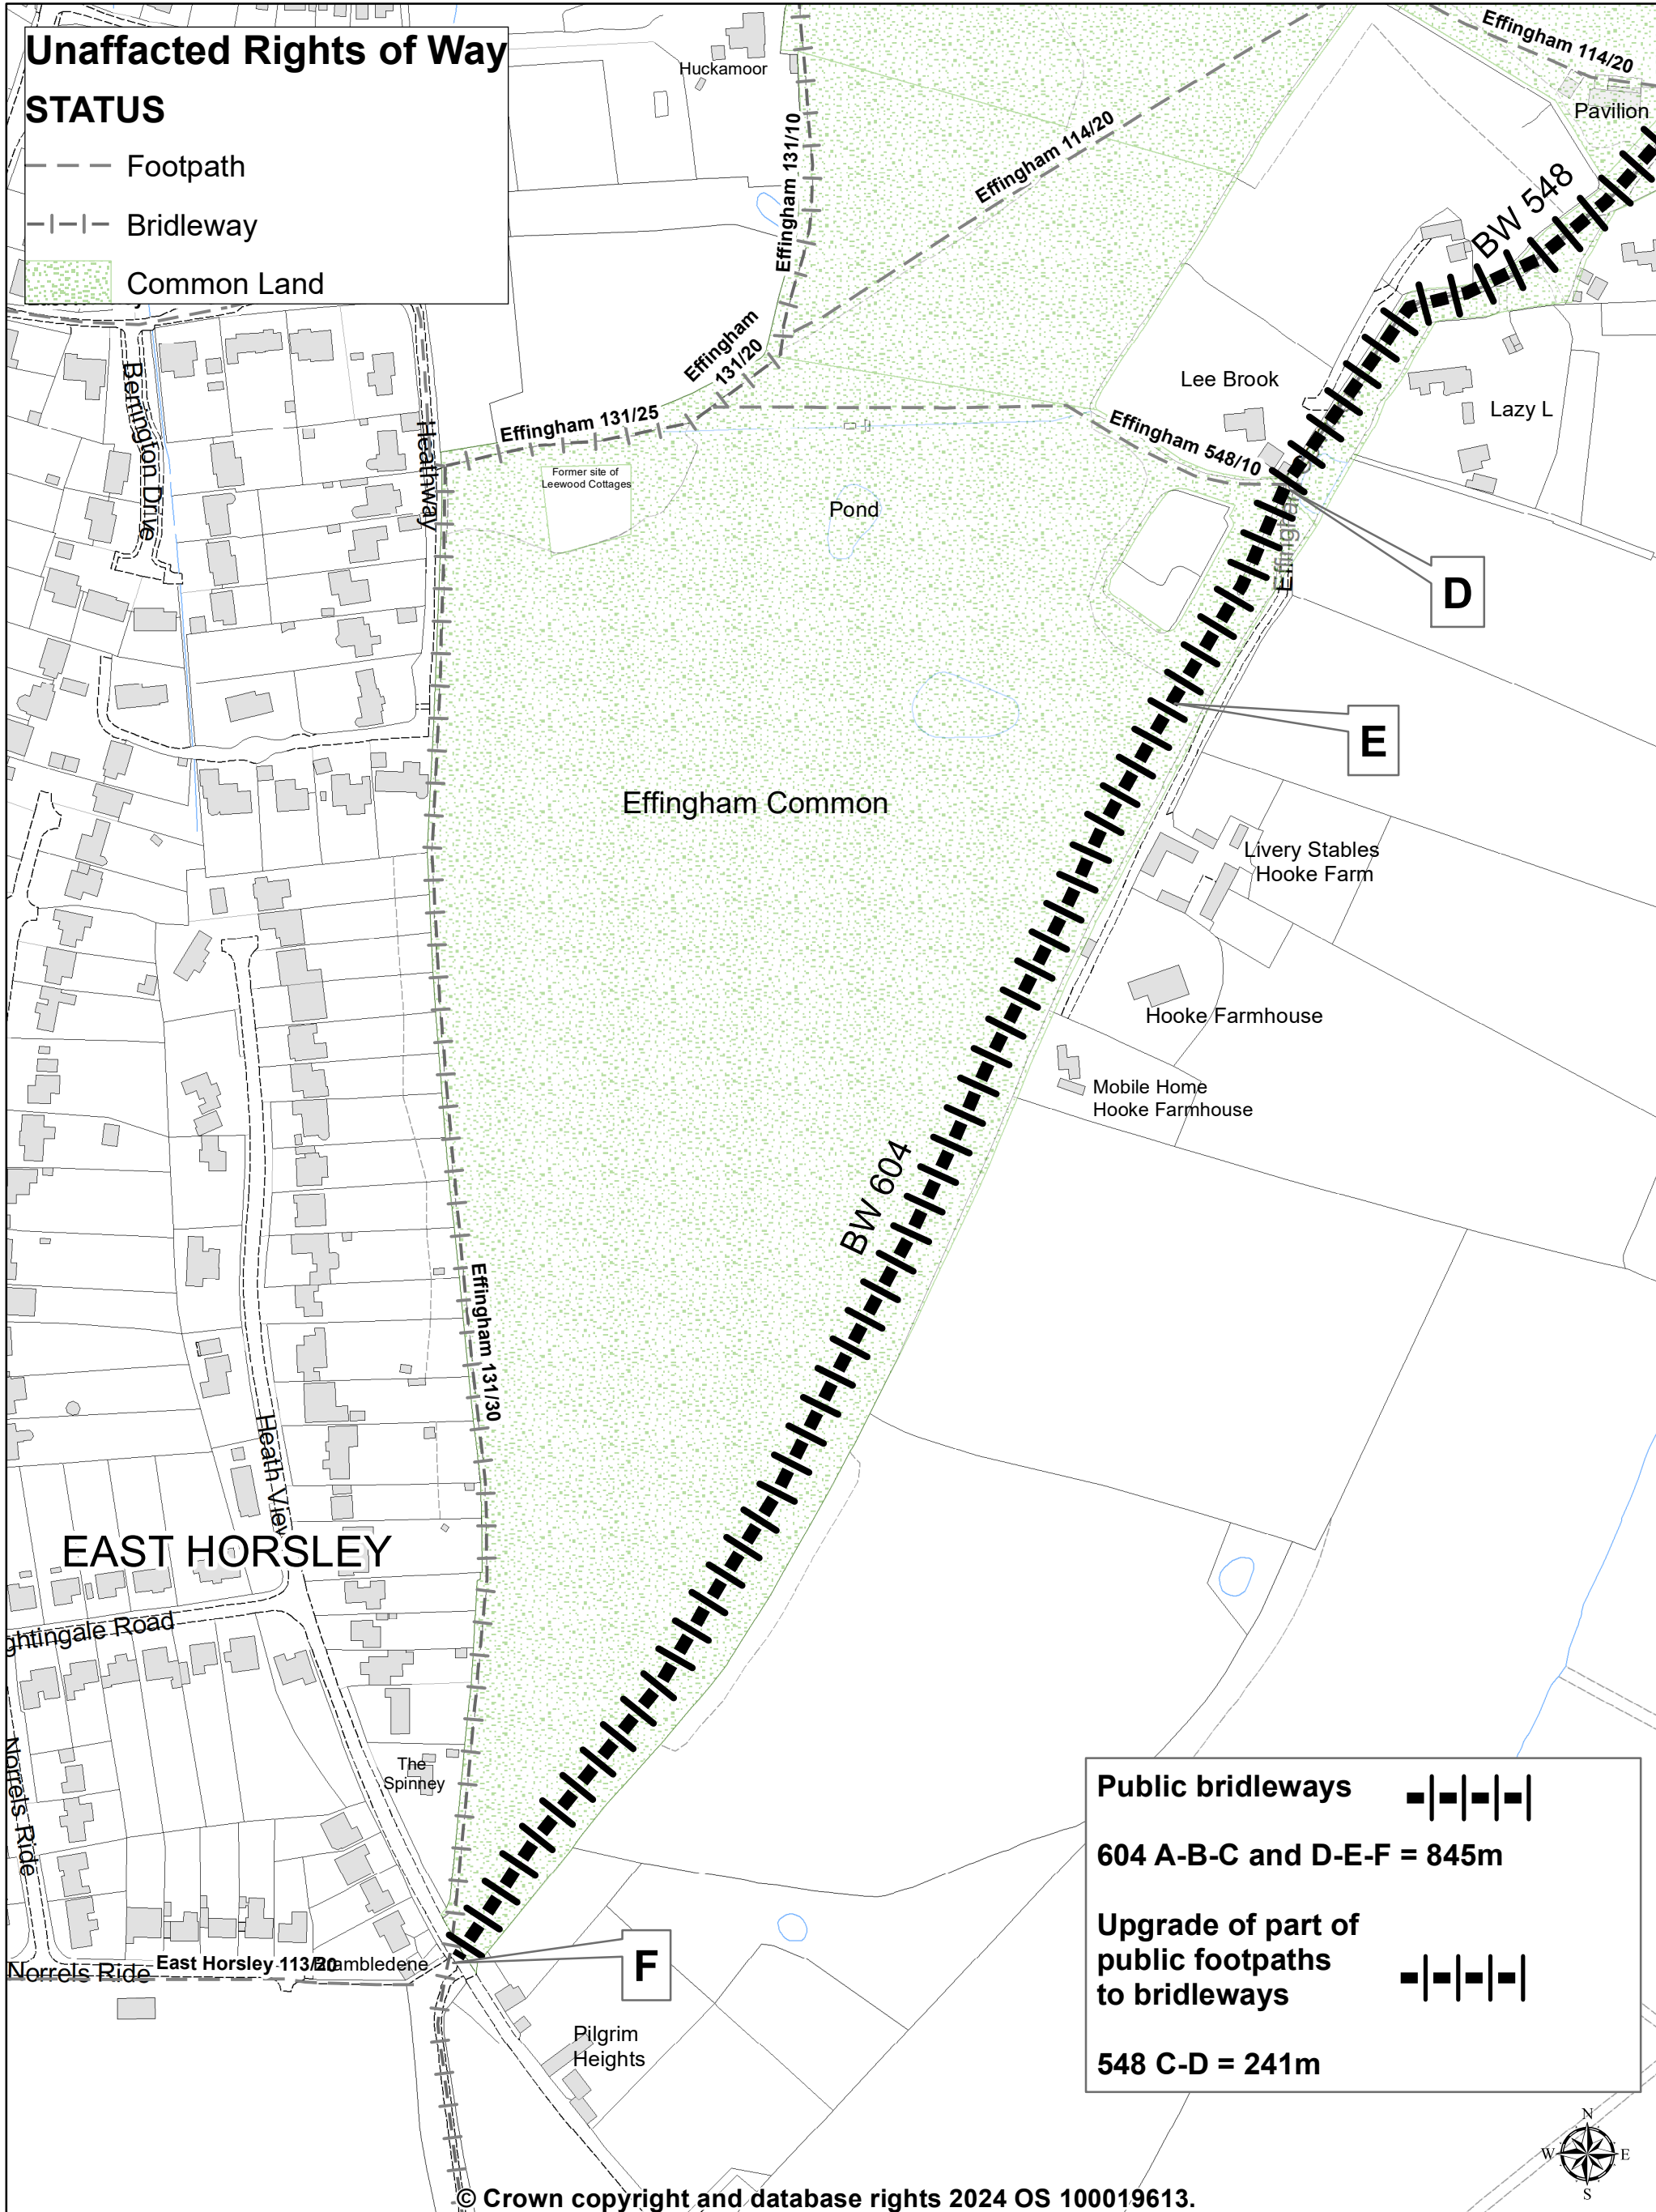 Unaffacted Rights of Way
STATUS
Footpath
Bridleway
Common Land
Huckamoor
Effingham 131/10
Effingham 114/20
Effingham 114/20
Pavilion
BW 548
Berrington Drive
Heathway
Effingham
131/20
Effingham 131/25
Former site of
Leewood Cottages
Pond
Lee Brook
Lazy L
Effingham 548/10
D
E
Effingham Common
Livery Stables
Hooke Farm
Hooke Farmhouse
Mobile Home
Hooke Farmhouse
BW 604
Effingham 131/30
Heath View
EAST HORSLEY
ghtingale Road
Norrels Ride
The
Spinney
Norrels Ride
East Horsley 113/20
Brambledene
F
Pilgrim
Heights
Public bridleways
604 A-B-C and D-E-F = 845m
Upgrade of part of
public footpaths
to bridleways
548 C-D = 241m
N
W E
S
© Crown copyright and database rights 2024 OS 100019613.